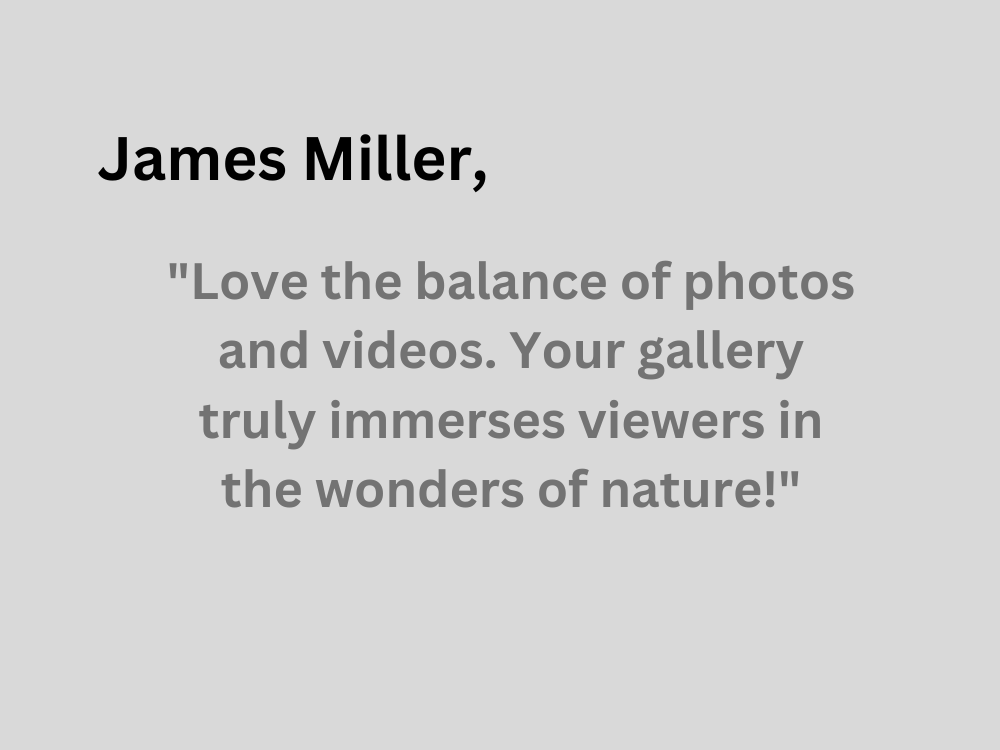 James Miller,
"Love the balance of photos
and videos. Your gallery
truly immerses viewers in
the wonders of nature!"